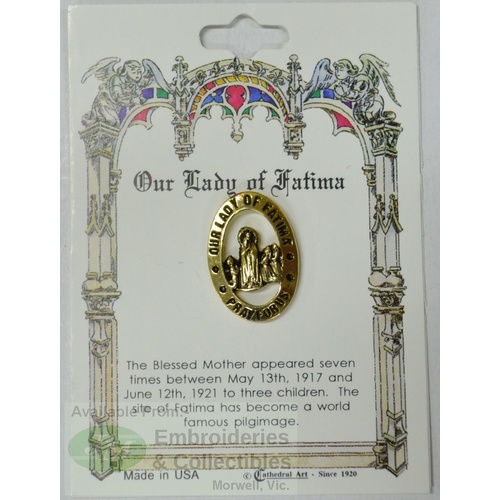 Our Lady of Fatima
OUR LADY OF FATIMA
PRAY FOR US
The Blessed Mother appeared seven
times between May 13th, 1917 and
June 12th, 1921 to three children. The
site of Fatima has become a world
famous pilgimage.
Available From:
Embroideries
& Collectibles
Made in USA
© Cathedral Art - Since 1920
Morwell, Vic.